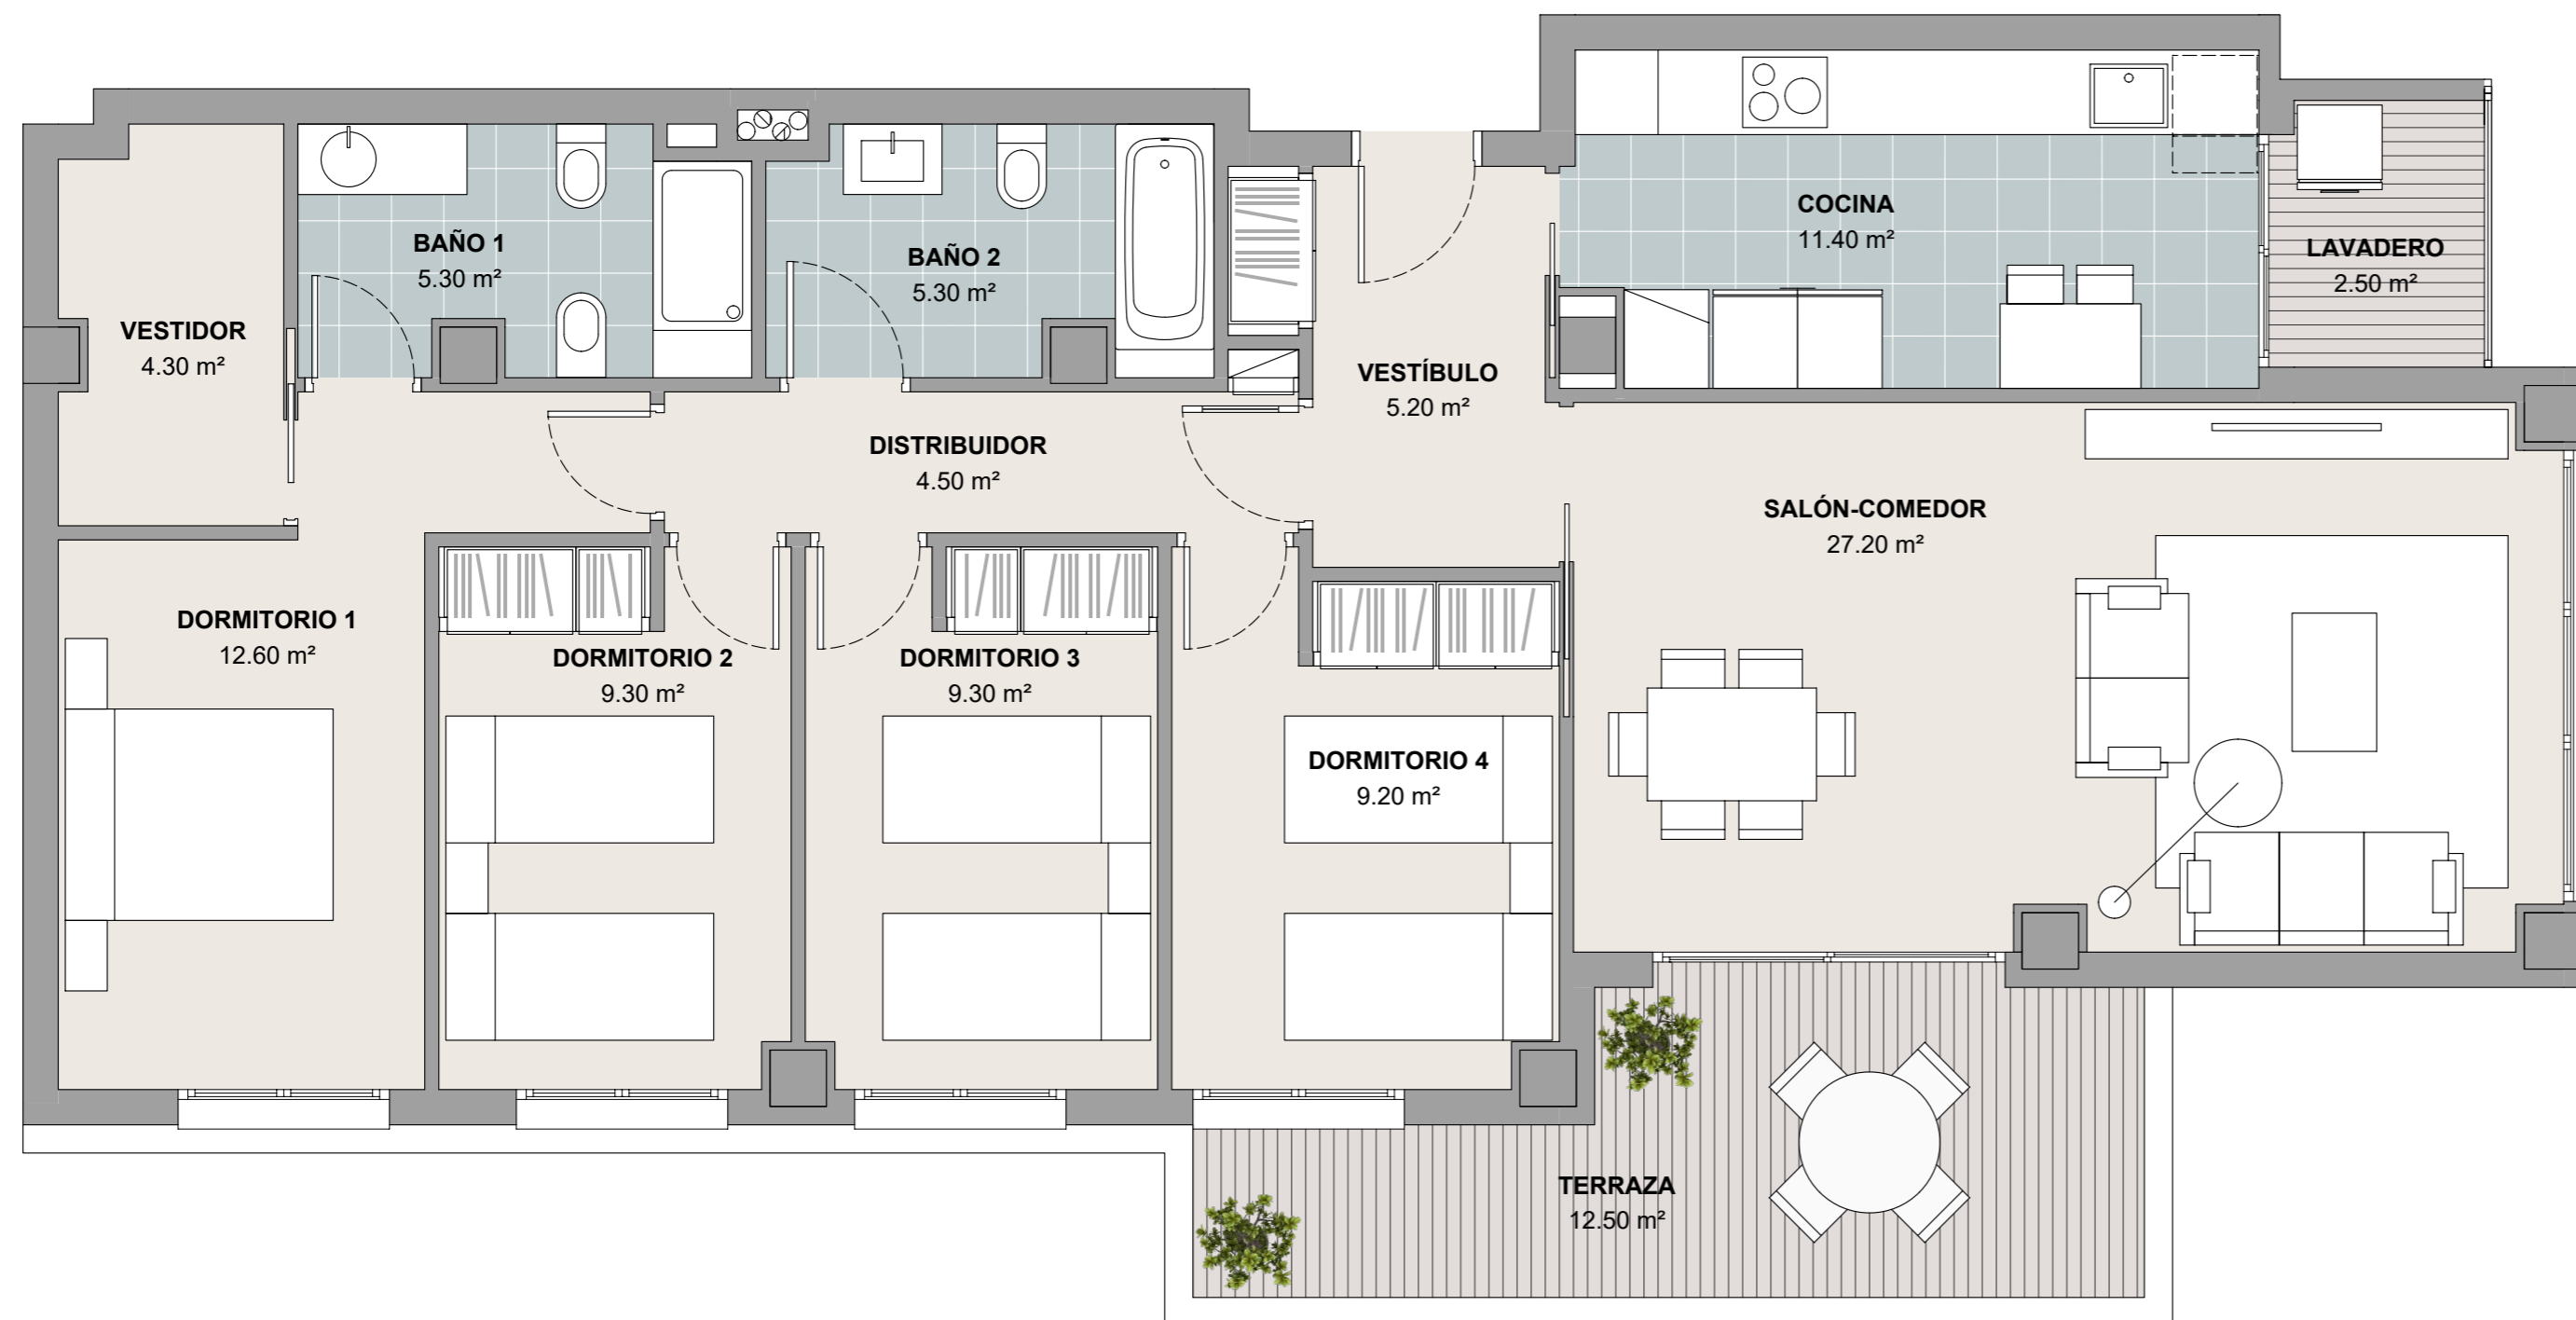 COCINA
11.40 m²
BAÑO 1
5.30 m²
BAÑO 2
5.30 m²
LAVADERO
2.50 m²
VESTIDOR
4.30 m²
VESTÍBULO
5.20 m²
DISTRIBUIDOR
4.50 m²
SALÓN-COMEDOR
27.20 m²
DORMITORIO 1
12.60 m²
DORMITORIO 2
9.30 m²
DORMITORIO 3
9.30 m²
DORMITORIO 4
9.20 m²
TERRAZA
12.50 m²